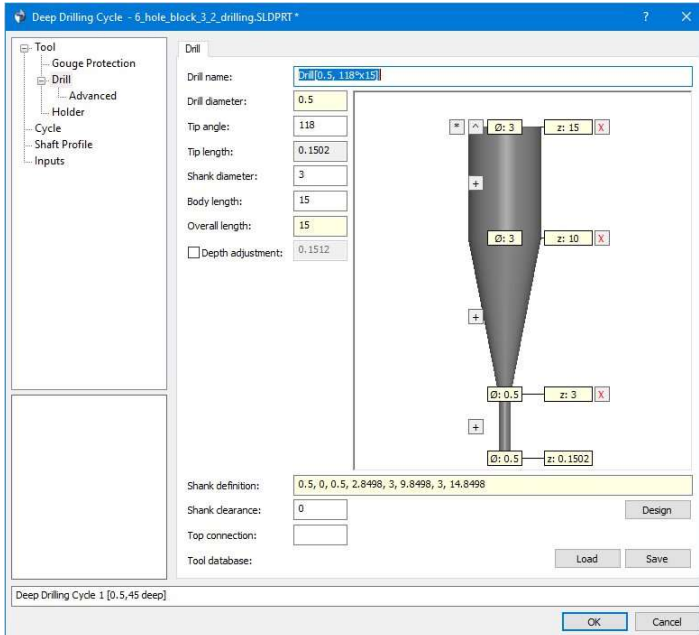 Deep Drilling Cycle - 6_hole_block_3_2_drilling.SLDPRT *
? X
Tool
Gouge Protection
Drill
Advanced
Holder
Cycle
Shaft Profile
Inputs
Drill
Drill name: Drill[0.5, 118°x15]
Drill diameter: 0.5
Tip angle: 118
Tip length: 0.1502
Shank diameter: 3
Body length: 15
Overall length: 15
Depth adjustment: 0.1512
* ^ Ø: 3 z: 15 X
+
Ø: 3 z: 10 X
+
Ø: 0.5 z: 3 X
+
Ø: 0.5 z: 0.1502
Shank definition: 0.5, 0, 0.5, 2.8498, 3, 9.8498, 3, 14.8498
Shank clearance: 0
Design
Top connection:
Tool database:
Load Save
Deep Drilling Cycle 1 [0.5,45 deep]
OK Cancel